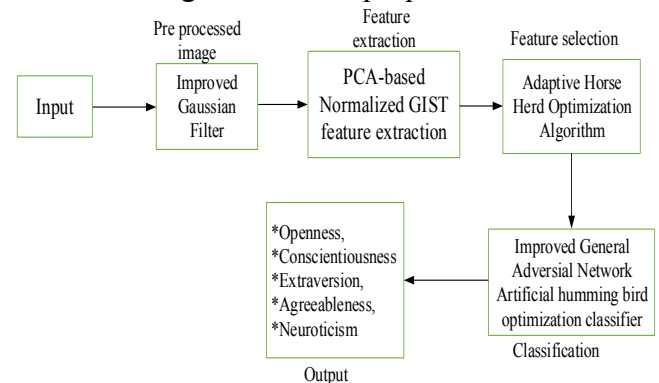 Pre processed
image
Feature
extraction
Feature selection
Input
Improved
Gaussian
Filter
PCA-based
Normalized GIST
feature extraction
Adaptive Horse
Herd Optimization
Algorithm
Improved General
Adversial Network
Artificial humming bird
optimization classifier
Classification
*Openness,
*Conscientiousness
*Extraversion,
*Agreeableness,
*Neuroticism
Output